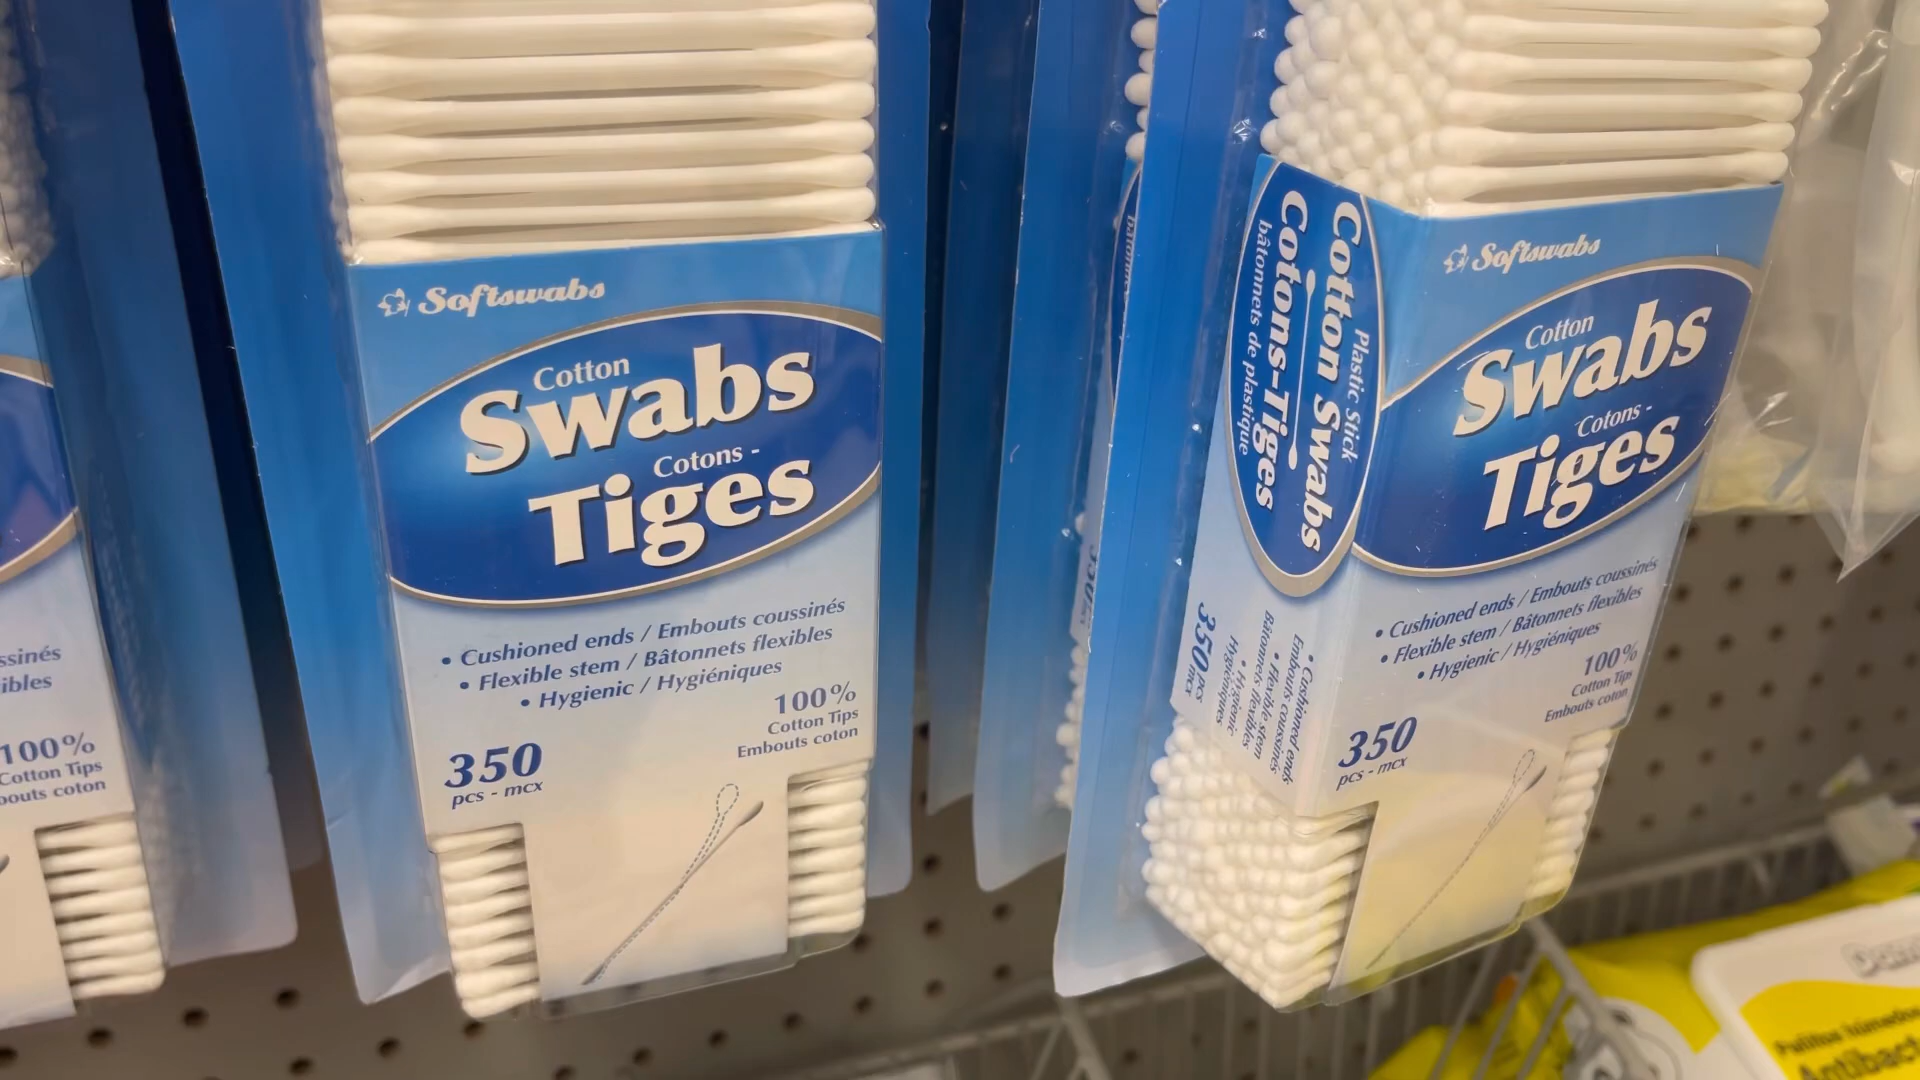 ssinés
ibles
100%
Cotton Tips
bouts coton
Softswabs
Cotton
Swabs
Cotons -
Tiges
• Cushioned ends / Embouts coussinés
• Flexible stem / Bâtonnets flexibles
• Hygienic / Hygiéniques
100%
Cotton Tips
Embouts coton
350
pcs - mcx
Plastic Stick
Cotton Swabs
Cotons-Tiges
bâtonnets de plastique
350 pcs
mcx
• Cushioned ends
Embouts coussinés
• Flexible stem
Bâtonnets flexibles
• Hygienic
Hygiéniques
Softswabs
Cotton
Swabs
Cotons -
Tiges
• Cushioned ends / Embouts coussinés
• Flexible stem / Bâtonnets flexibles
• Hygienic / Hygiéniques
100%
Cotton Tips
Embouts coton
350
pcs - mcx